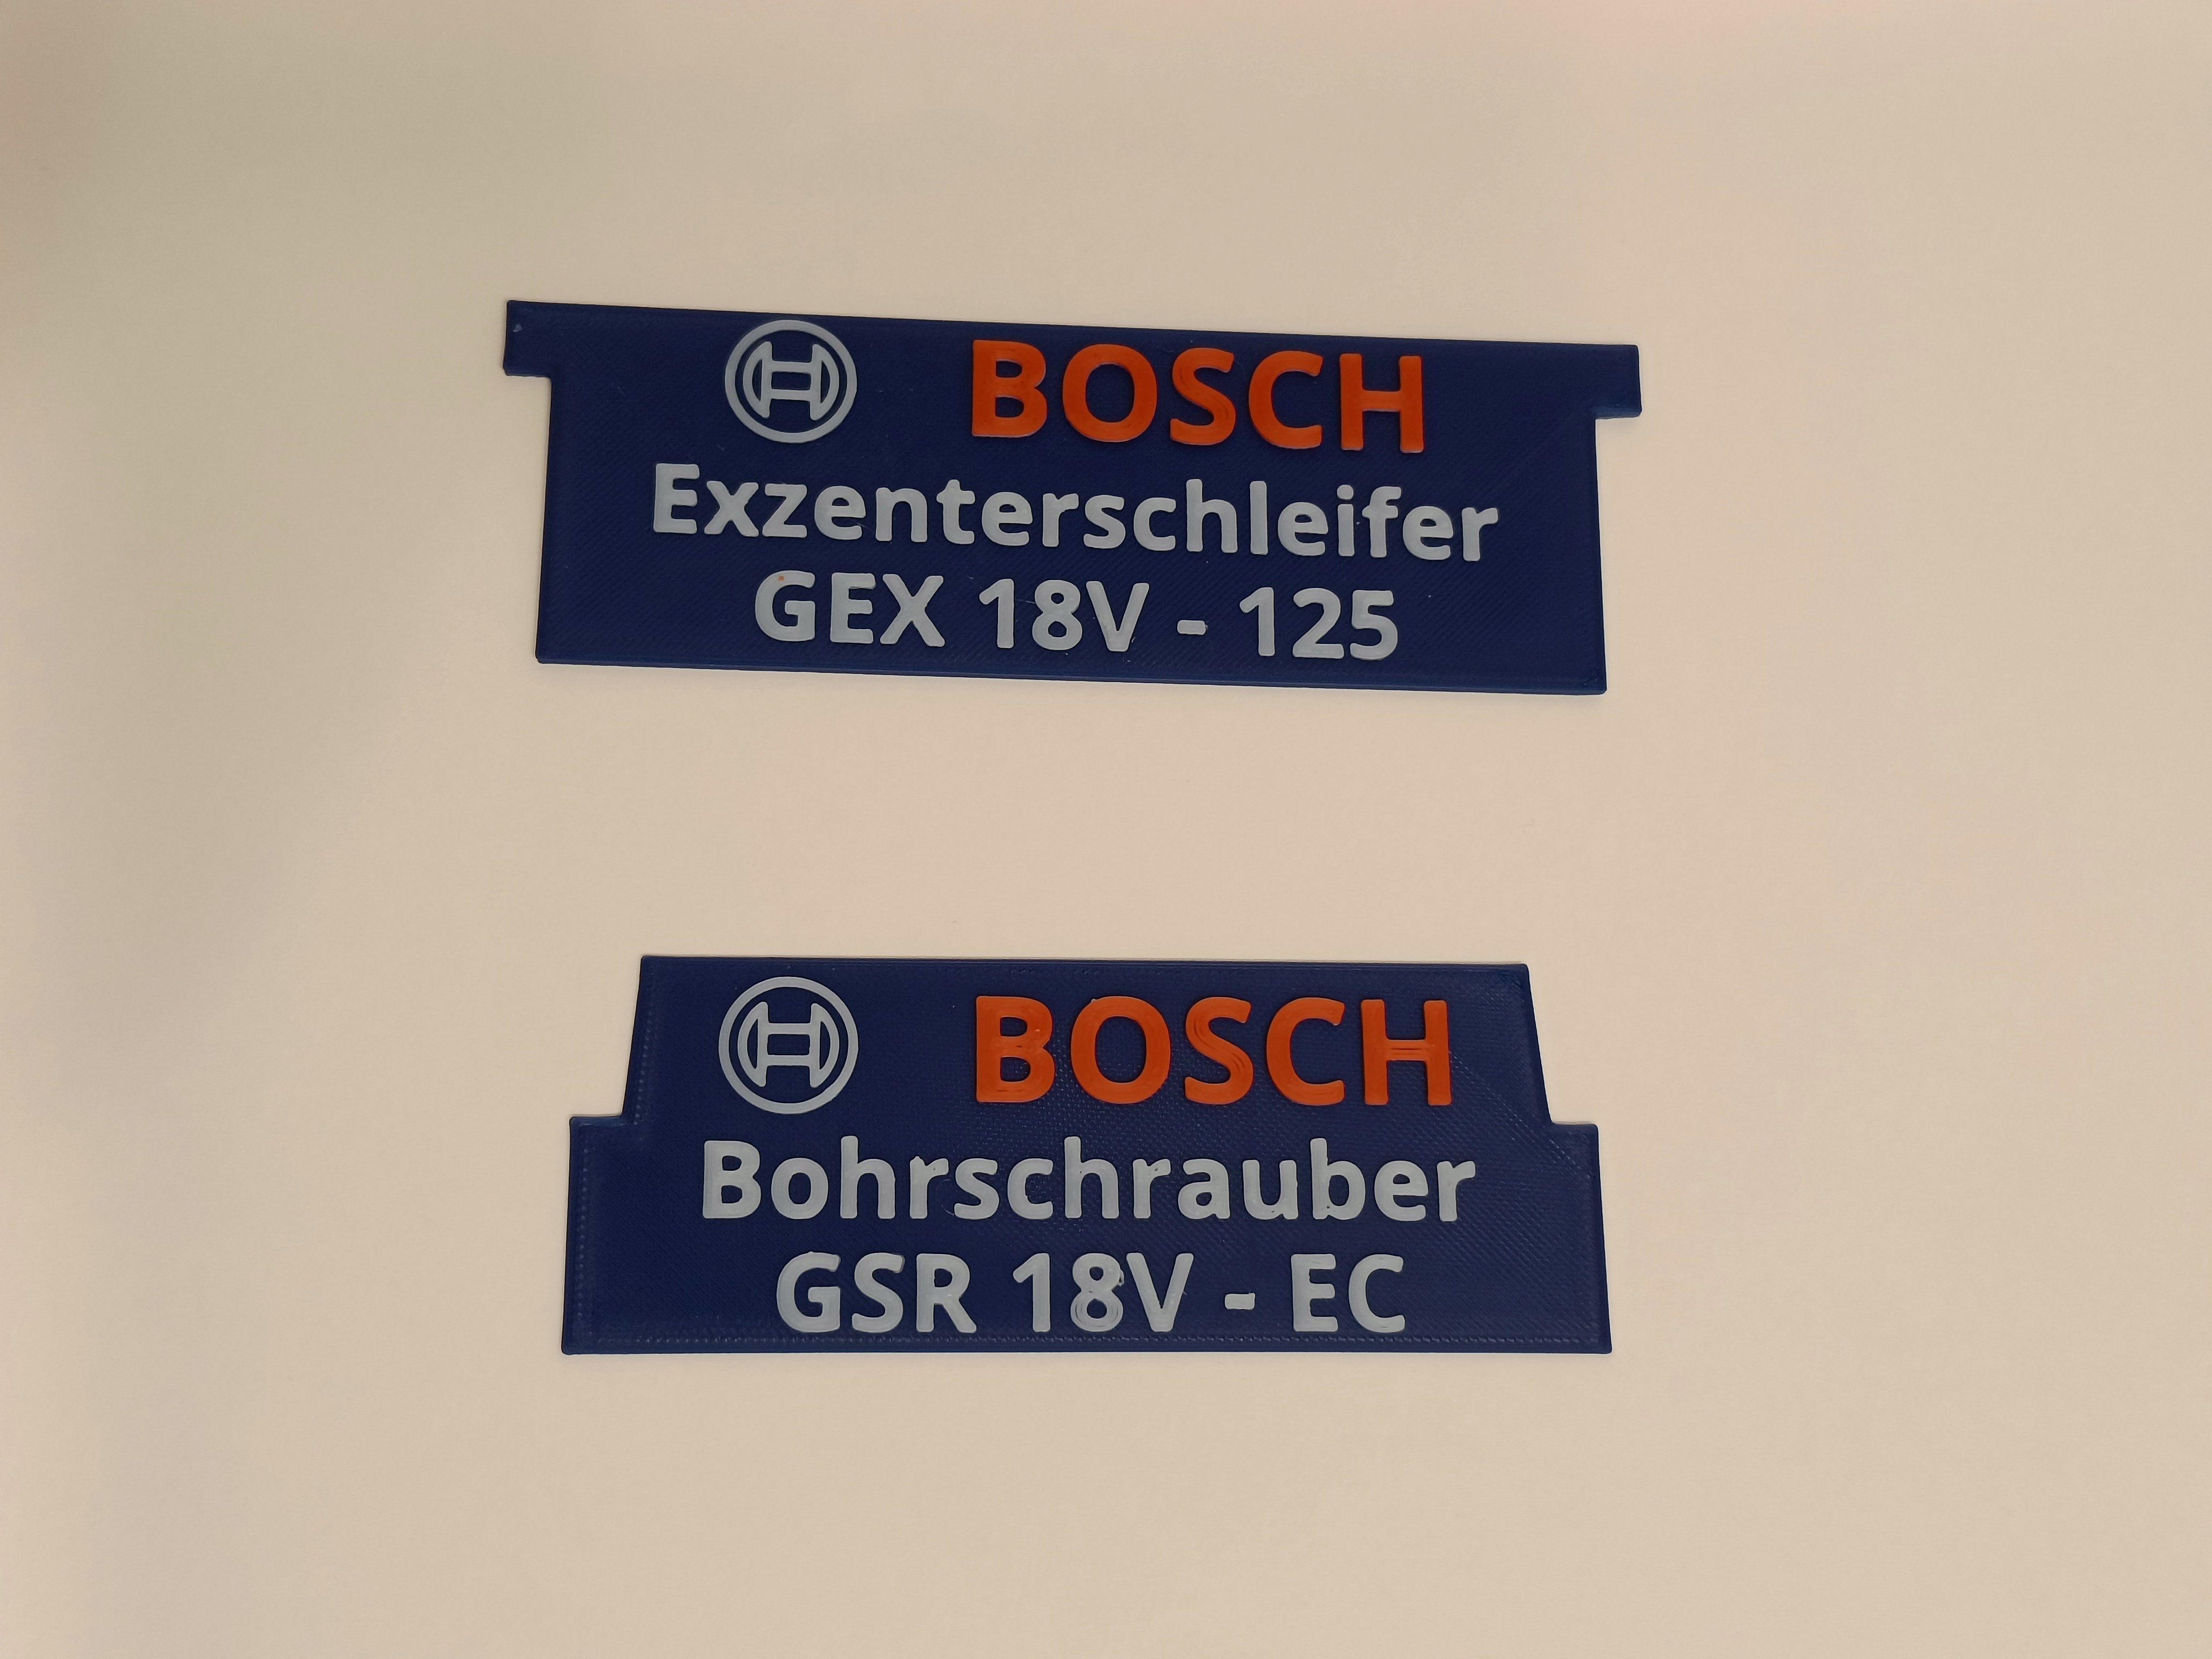 BOSCH
Exzenterschleifer
GEX 18V - 125
BOSCH
Bohrschrauber
GSR 18V - EC